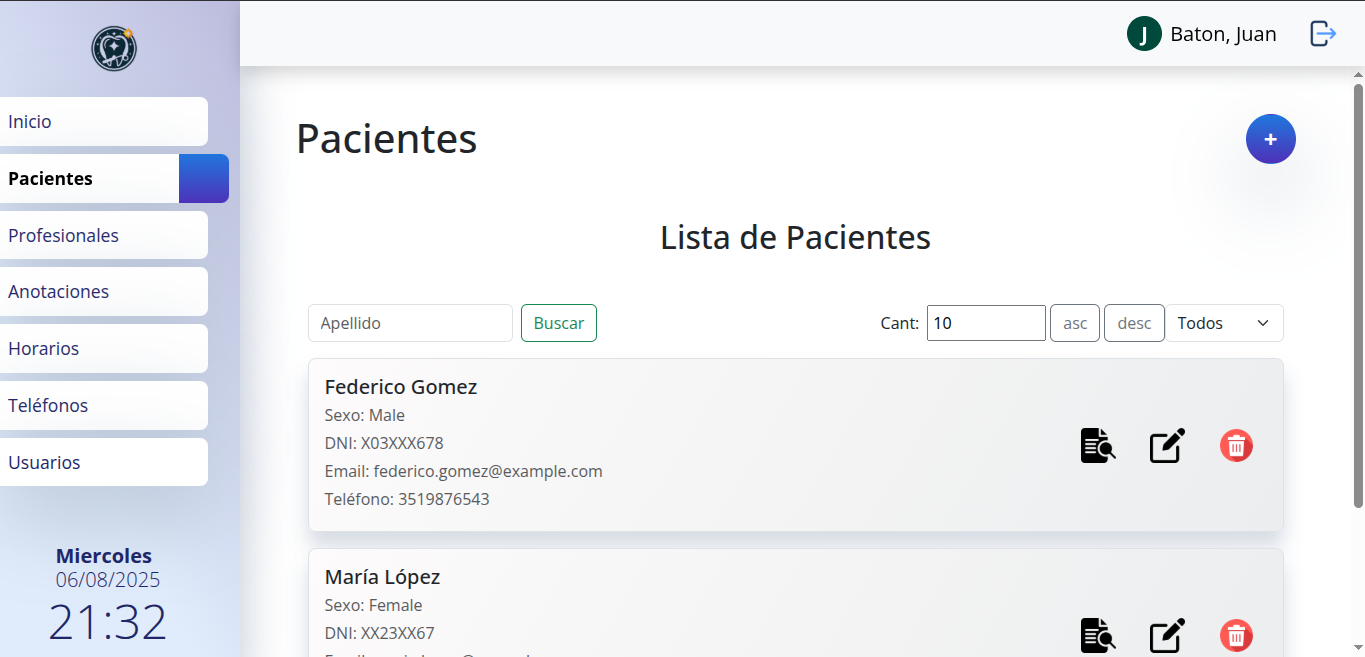 J Baton, Juan
Inicio
Pacientes
Profesionales
Anotaciones
Horarios
Teléfonos
Usuarios
Miercoles
06/08/2025
21:32
Pacientes
+
Lista de Pacientes
Apellido Buscar Cant: 10 asc desc Todos
Federico Gomez
Sexo: Male
DNI: X03XXX678
Email: federico.gomez@example.com
Teléfono: 3519876543
María López
Sexo: Female
DNI: XX23XX67